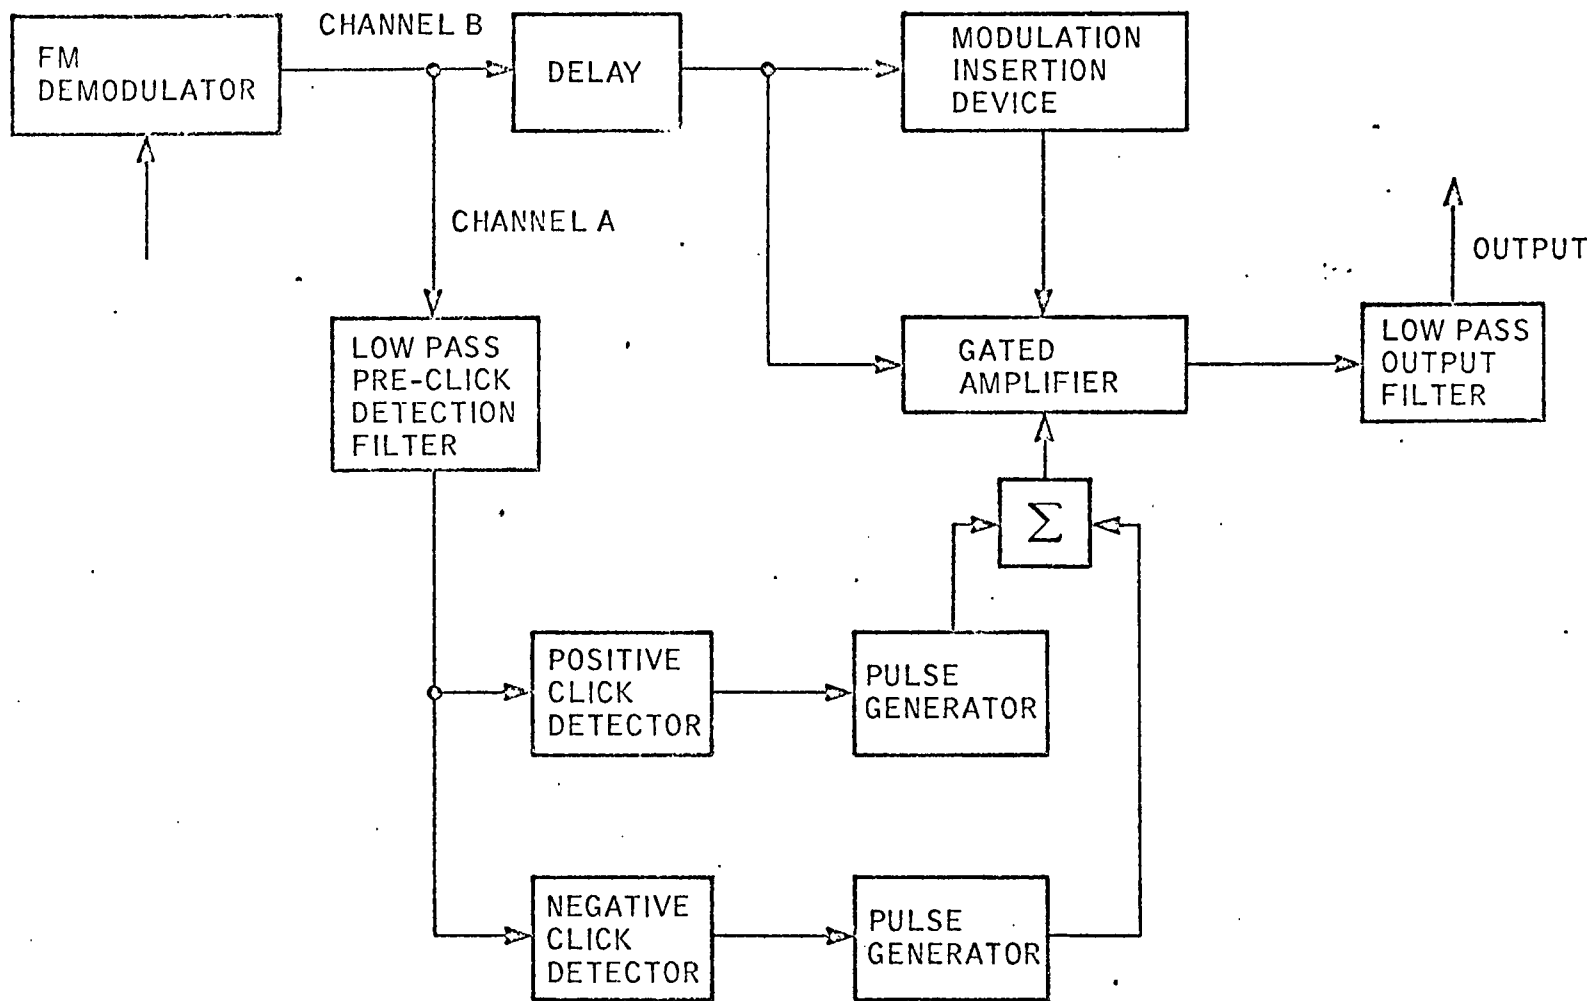 FM
DEMODULATOR
CHANNEL B
DELAY
MODULATION
INSERTION
DEVICE
CHANNEL A
OUTPUT
LOW PASS
PRE-CLICK
DETECTION
FILTER
GATED
AMPLIFIER
LOW PASS
OUTPUT
FILTER
Σ
POSITIVE
CLICK
DETECTOR
PULSE
GENERATOR
NEGATIVE
CLICK
DETECTOR
PULSE
GENERATOR